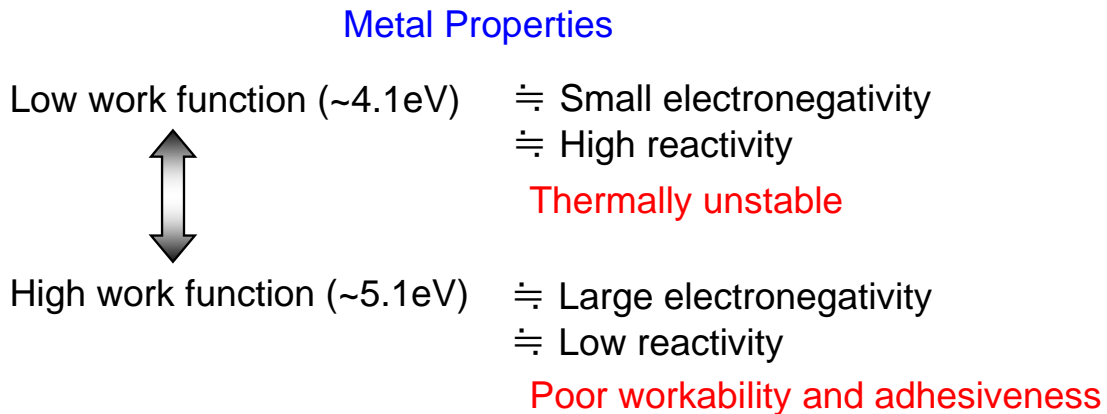 Metal Properties
Low work function (~4.1eV) ≒ Small electronegativity
≒ High reactivity
Thermally unstable
High work function (~5.1eV) ≒ Large electronegativity
≒ Low reactivity
Poor workability and adhesiveness